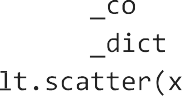 _co
_dict
lt.scatter(x